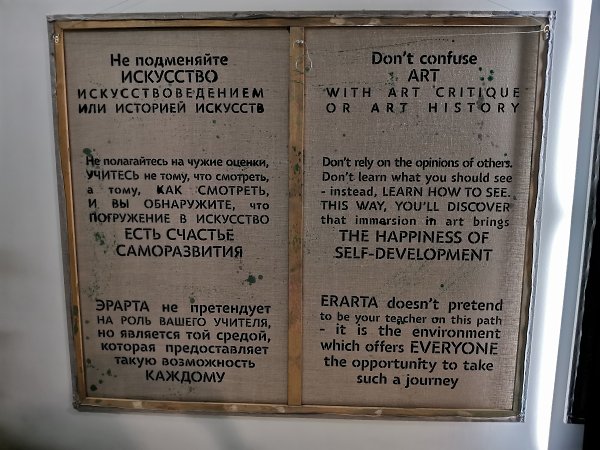 Не подменяйте
ИСКУССТВО
ИСКУССТВОВЕДЕНИЕМ
ИЛИ ИСТОРИЕЙ ИСКУССТВ
Не полагайтесь на чужие оценки,
УЧИТЕСЬ не тому, что смотреть,
а тому, КАК СМОТРЕТЬ,
И ВЫ ОБНАРУЖИТЕ, что
ПОГРУЖЕНИЕ В ИСКУССТВО
ЕСТЬ СЧАСТЬЕ
САМОРАЗВИТИЯ
ЭРАРТА не претендует
НА РОЛЬ ВАШЕГО УЧИТЕЛЯ,
но является той средой,
которая предоставляет
такую возможность
КАЖДОМУ
Don't confuse
ART
WITH ART CRITIQUE
OR ART HISTORY
Don't rely on the opinions of others.
Don't learn what you should see
- instead, LEARN HOW TO SEE.
THIS WAY, YOU'LL DISCOVER
that immersion in art brings
THE HAPPINESS OF
SELF-DEVELOPMENT
ERARTA doesn't pretend
to be your teacher on this path
- it is the environment
which offers EVERYONE
the opportunity to take
such a journey